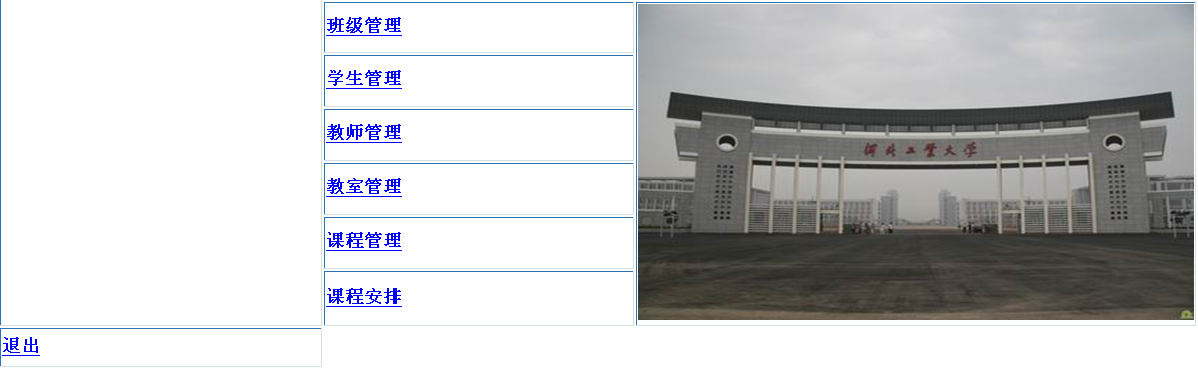 班级管理
学生管理
教师管理
教室管理
课程管理
课程安排
河北工业大学
退出